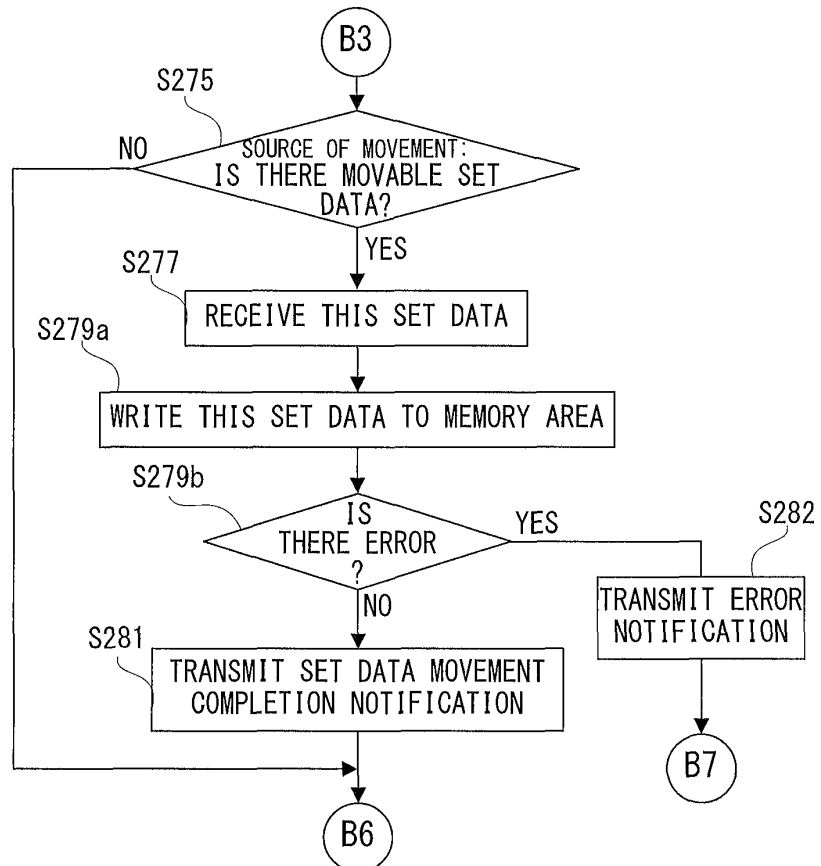 B3
S275
NO
SOURCE OF MOVEMENT:
IS THERE MOVABLE SET
DATA?
YES
S277
RECEIVE THIS SET DATA
S279a
WRITE THIS SET DATA TO MEMORY AREA
S279b
IS
THERE ERROR
?
YES
S282
NO
TRANSMIT ERROR
NOTIFICATION
S281
TRANSMIT SET DATA MOVEMENT
COMPLETION NOTIFICATION
B7
B6